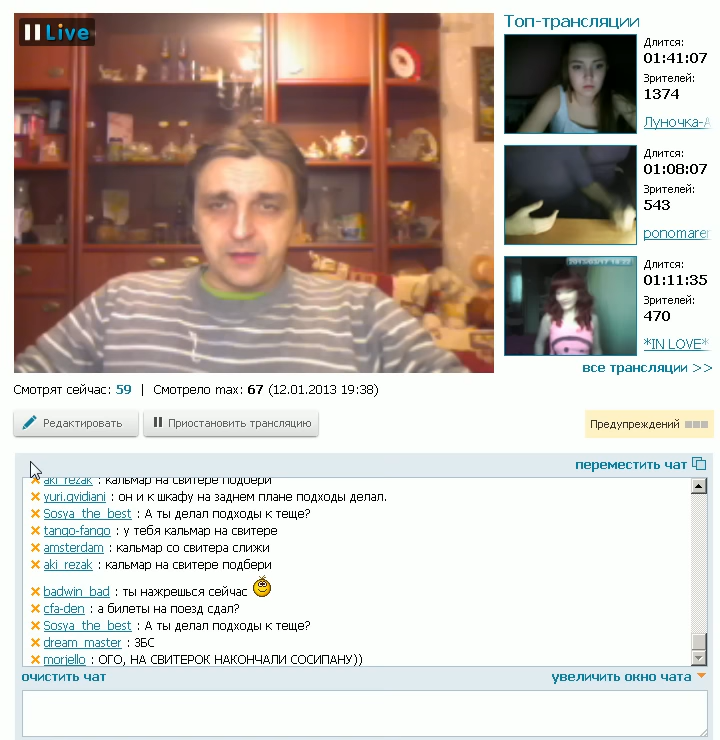 Live
Топ-трансляции
Длится:
01:41:07
Зрителей:
1374
Луночка-
Длится:
01:08:07
Зрителей:
543
ponomarer
Длится:
01:11:35
Зрителей:
470
*IN LOVE*
все трансляции >>
Смотрят сейчас: 59 | Смотрело max: 67 (12.01.2013 19:38)
Редактировать
Приостановить трансляцию
Предупреждений
переместить чат
aki_rezak : кальмар на свитере подбери
yuri.gvidiani : он и к шкафу на заднем плане подходы делал.
Sosya_the_best : А ты делал подходы к теще?
tango-fango : у тебя кальмар на свитере
amsterdam : кальмар со свитера слижи
aki_rezak : кальмар на свитере подбери
badwin_bad : ты нажрешься сейчас
cfa-den : а билеты на поезд сдал?
Sosya_the_best : А ты делал подходы к теще?
dream_master : ЗБС
morjello : ОГО, НА СВИТЕРОК НАКОНЧАЛИ СОСИПАНУ))
очистить чат
увеличить окно чата